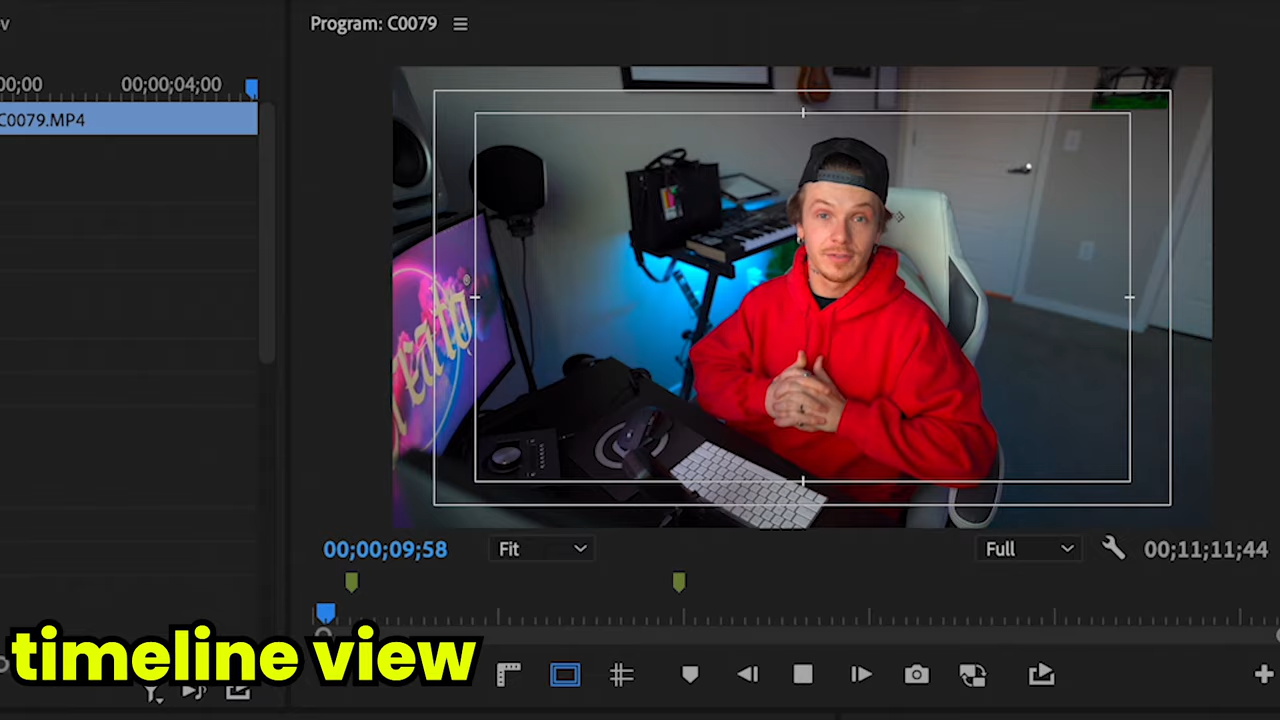 Program: C0079
00;00
00;00;04;00
C0079.MP4
00;00;09;58
Fit
Full
00;11;11;44
timeline view